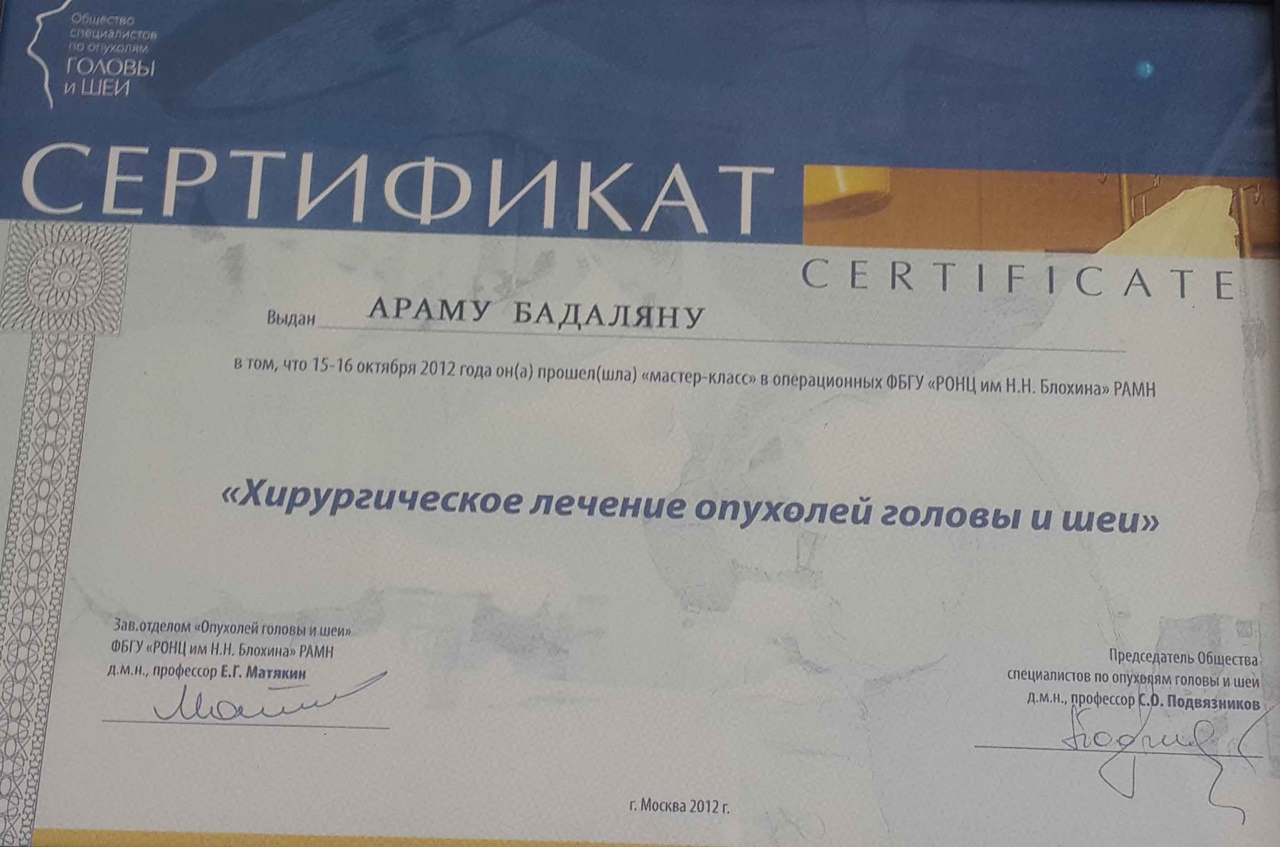 Общество
специалистов
по опухолям
ГОЛОВЫ
и ШЕИ
СЕРТИФИКАТ
CERTIFICATE
Выдан АРАМУ БАДАЛЯНУ
в том, что 15-16 октября 2012 года он(а) прошел(шла) «мастер-класс» в операционных ФБГУ «РОНЦ им Н.Н. Блохина» РАМН
«Хирургическое лечение опухолей головы и шеи»
Зав.отделом «Опухолей головы и шеи»
ФБГУ «РОНЦ им Н.Н. Блохина» РАМН
д.м.н., профессор Е.Г. Матякин
Председатель Общества
специалистов по опухолям головы и шеи
д.м.н., профессор С.О. Подвязников
г. Москва 2012 г.